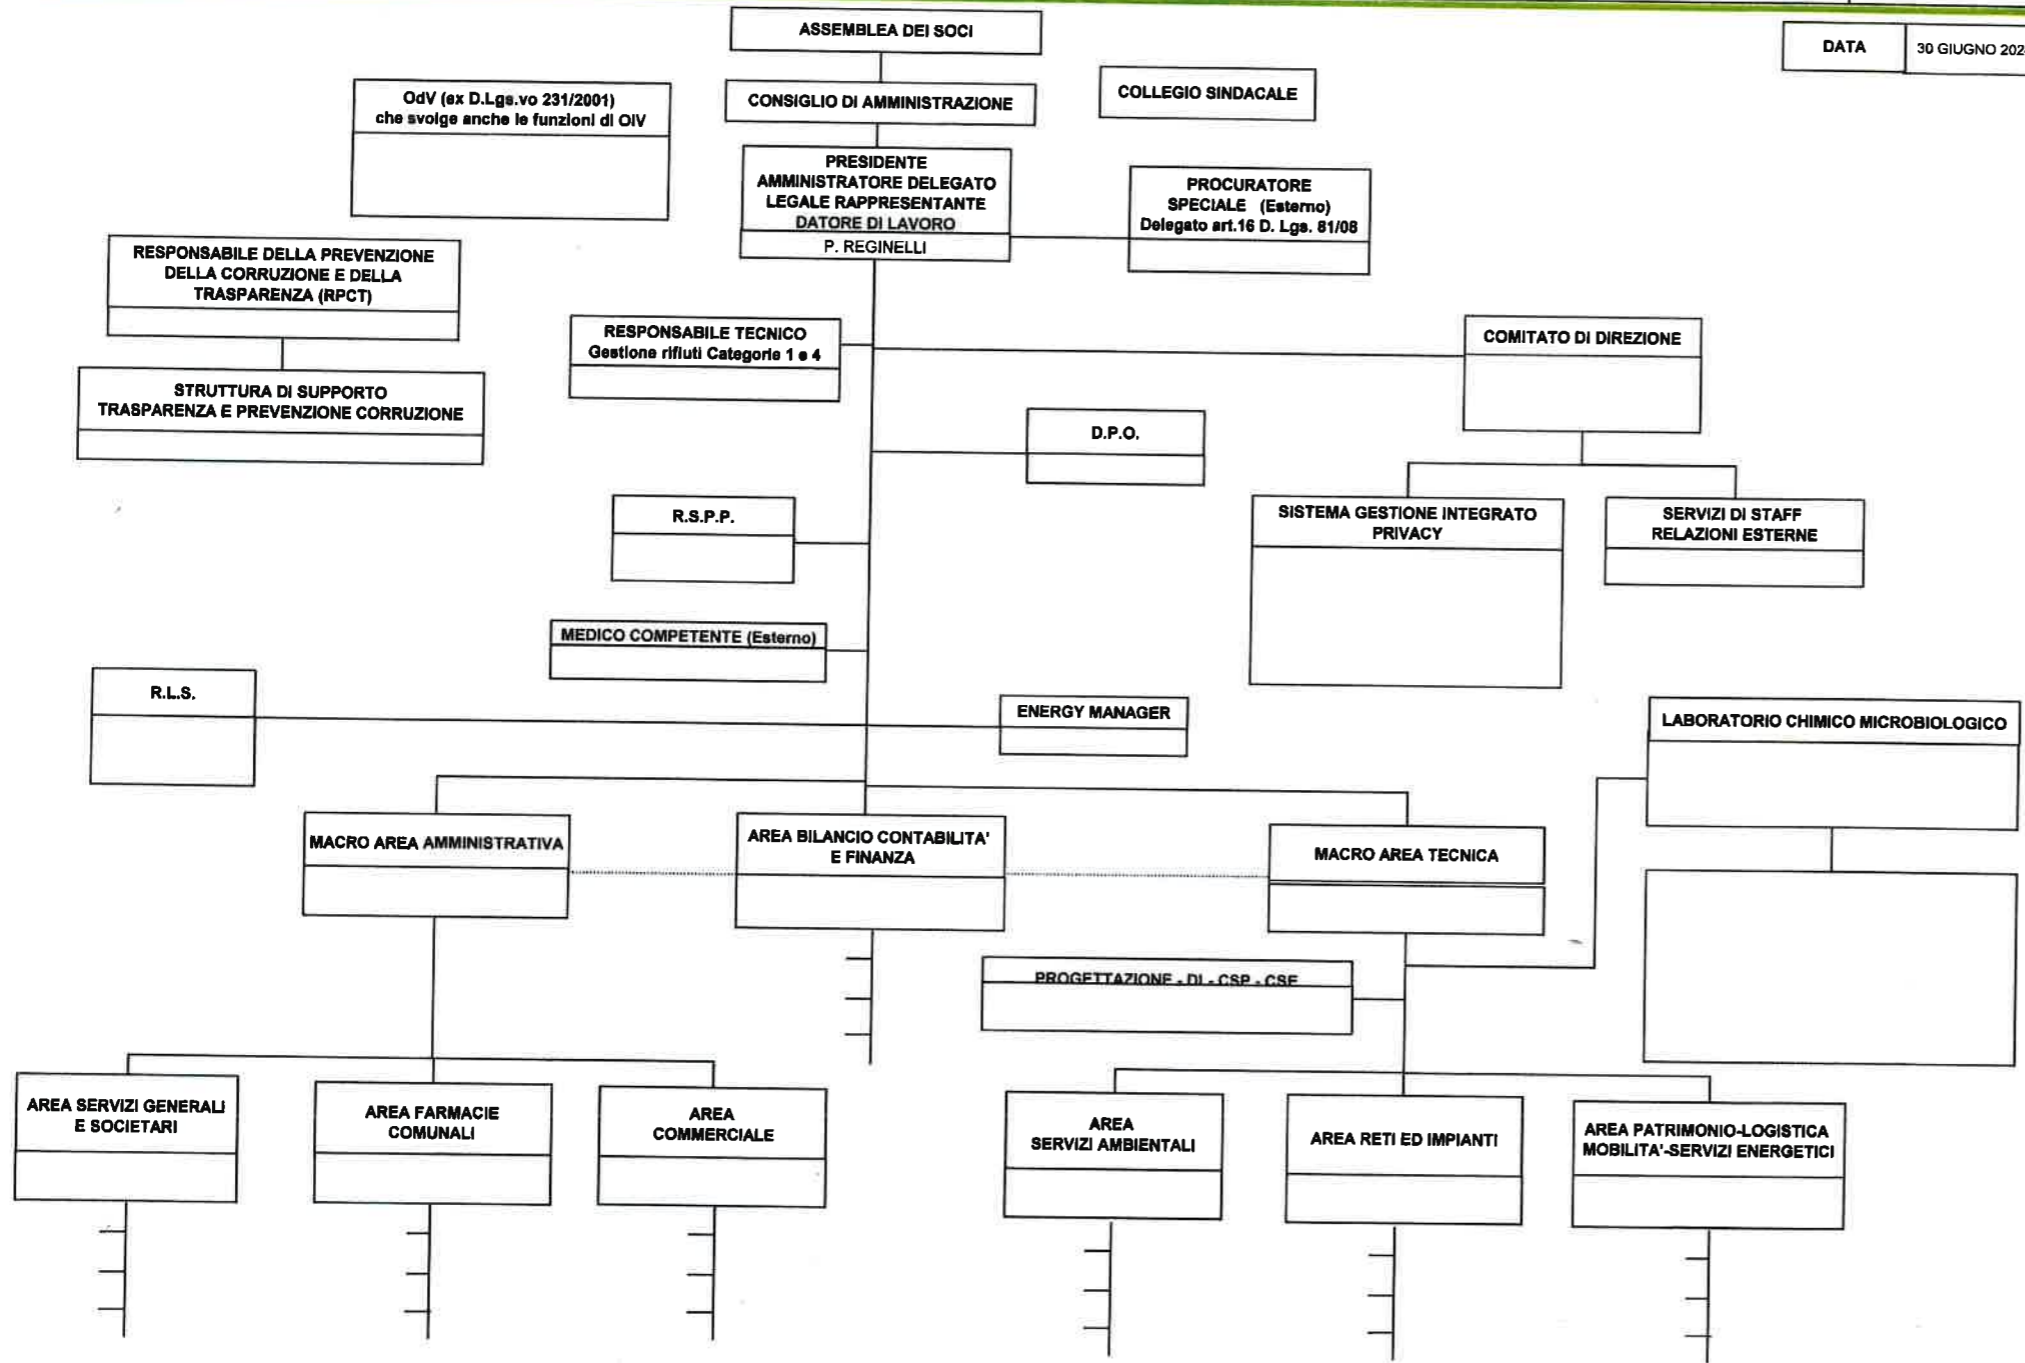 ASSEMBLEA DEI SOCI
DATA
30 GIUGNO 202
OdV (ex D.Lgs.vo 231/2001)
che svolge anche le funzioni di OIV
CONSIGLIO DI AMMINISTRAZIONE
COLLEGIO SINDACALE
PRESIDENTE
AMMINISTRATORE DELEGATO
LEGALE RAPPRESENTANTE
DATORE DI LAVORO
P. REGINELLI
PROCURATORE
SPECIALE (Esterno)
Delegato art.16 D. Lgs. 81/08
RESPONSABILE DELLA PREVENZIONE
DELLA CORRUZIONE E DELLA
TRASPARENZA (RPCT)
RESPONSABILE TECNICO
Gestione rifiuti Categorie 1 e 4
COMITATO DI DIREZIONE
STRUTTURA DI SUPPORTO
TRASPARENZA E PREVENZIONE CORRUZIONE
D.P.O.
R.S.P.P.
SISTEMA GESTIONE INTEGRATO
PRIVACY
SERVIZI DI STAFF
RELAZIONI ESTERNE
MEDICO COMPETENTE (Esterno)
R.L.S.
ENERGY MANAGER
LABORATORIO CHIMICO MICROBIOLOGICO
MACRO AREA AMMINISTRATIVA
AREA BILANCIO CONTABILITA'
E FINANZA
MACRO AREA TECNICA
PROGETTAZIONE - DL - CSP - CSE
AREA SERVIZI GENERALI
E SOCIETARI
AREA FARMACIE
COMUNALI
AREA
COMMERCIALE
AREA
SERVIZI AMBIENTALI
AREA RETI ED IMPIANTI
AREA PATRIMONIO-LOGISTICA
MOBILITA'-SERVIZI ENERGETICI